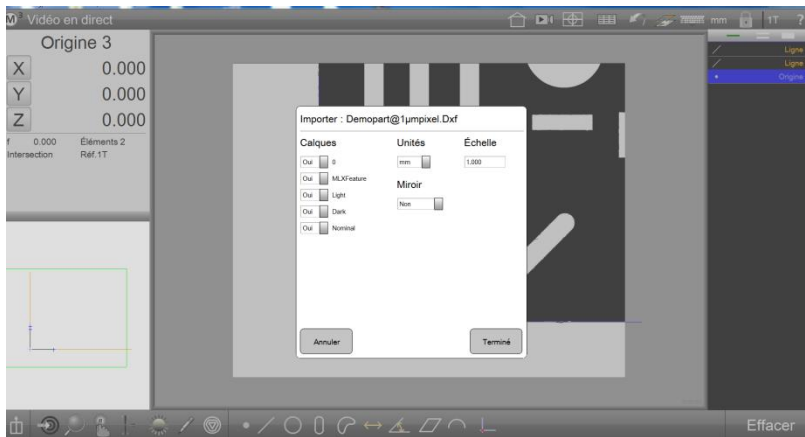 M³ Vidéo en direct
mm
1T
?
Origine 3
X 0.000
Y 0.000
Z 0.000
f 0.000 Éléments 2
Intersection Réf.1T
Ligne
Ligne
Origine
Importer : Demopart@1µmpixel.Dxf
Calques Unités Échelle
Oui 0 mm 1.000
Oui MLXFeature
Miroir
Oui Light
Non
Oui Dark
Oui Nominal
Annuler Terminé
Effacer